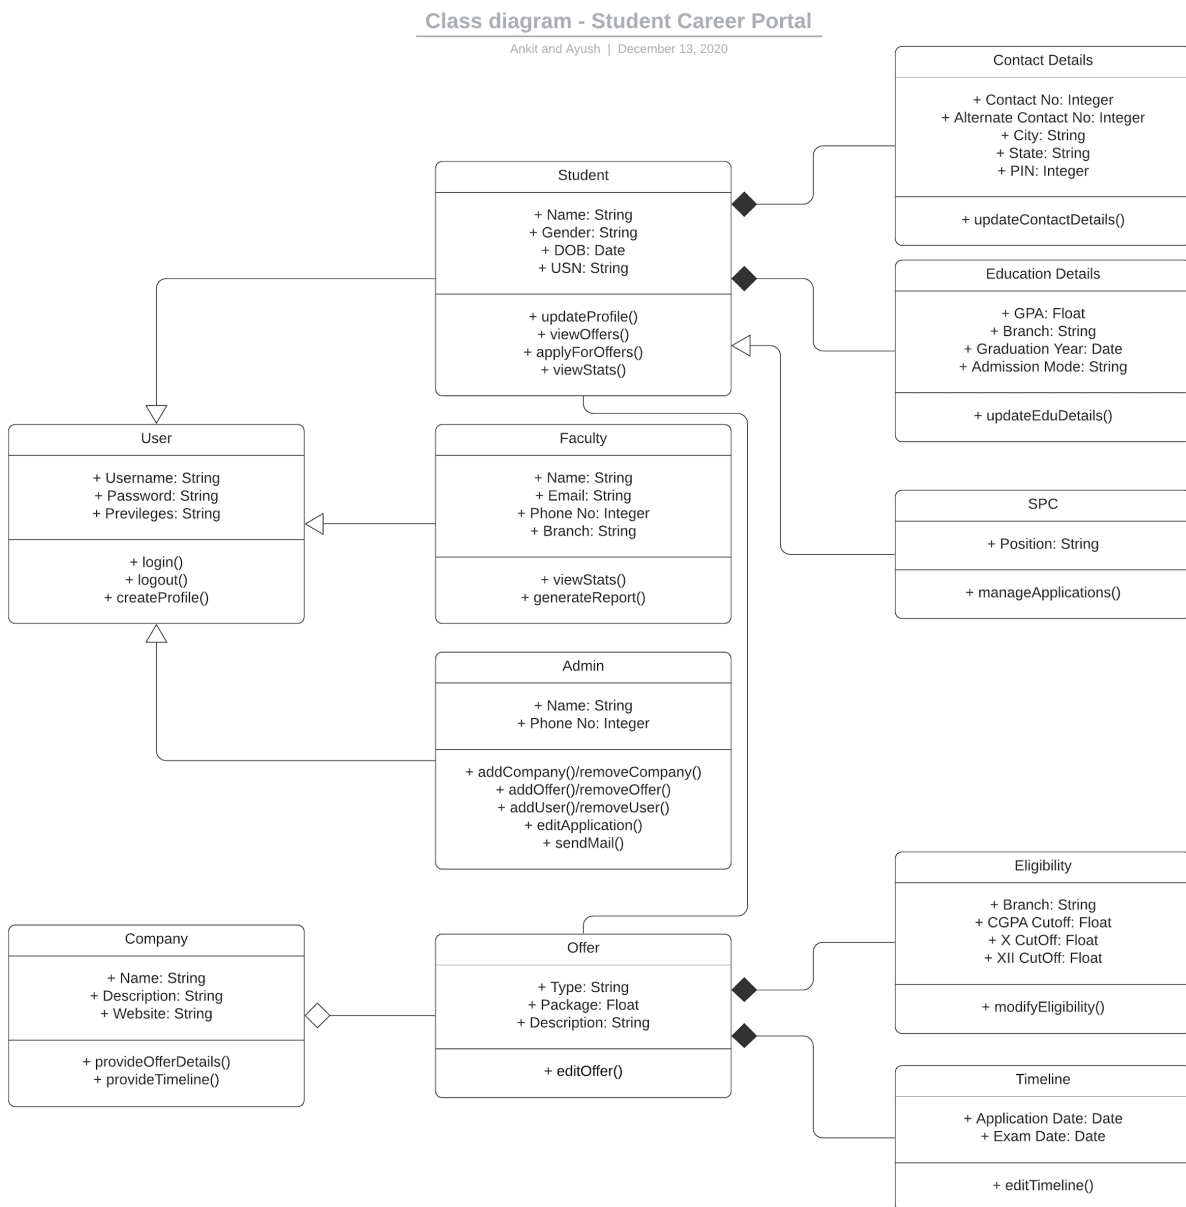 Class diagram - Student Career Portal
Ankit and Ayush | December 13, 2020
Contact Details
+ Contact No: Integer
+ Alternate Contact No: Integer
+ City: String
+ State: String
+ PIN: Integer
+ updateContactDetails()
Student
+ Name: String
+ Gender: String
+ DOB: Date
+ USN: String
+ updateProfile()
+ viewOffers()
+ applyForOffers()
+ viewStats()
Education Details
+ GPA: Float
+ Branch: String
+ Graduation Year: Date
+ Admission Mode: String
+ updateEduDetails()
User
+ Username: String
+ Password: String
+ Previleges: String
+ login()
+ logout()
+ createProfile()
Faculty
+ Name: String
+ Email: String
+ Phone No: Integer
+ Branch: String
+ viewStats()
+ generateReport()
SPC
+ Position: String
+ manageApplications()
Admin
+ Name: String
+ Phone No: Integer
+ addCompany()/removeCompany()
+ addOffer()/removeOffer()
+ addUser()/removeUser()
+ editApplication()
+ sendMail()
Company
+ Name: String
+ Description: String
+ Website: String
+ provideOfferDetails()
+ provideTimeline()
Offer
+ Type: String
+ Package: Float
+ Description: String
+ editOffer()
Eligibility
+ Branch: String
+ CGPA Cutoff: Float
+ X CutOff: Float
+ XII CutOff: Float
+ modifyEligibility()
Timeline
+ Application Date: Date
+ Exam Date: Date
+ editTimeline()